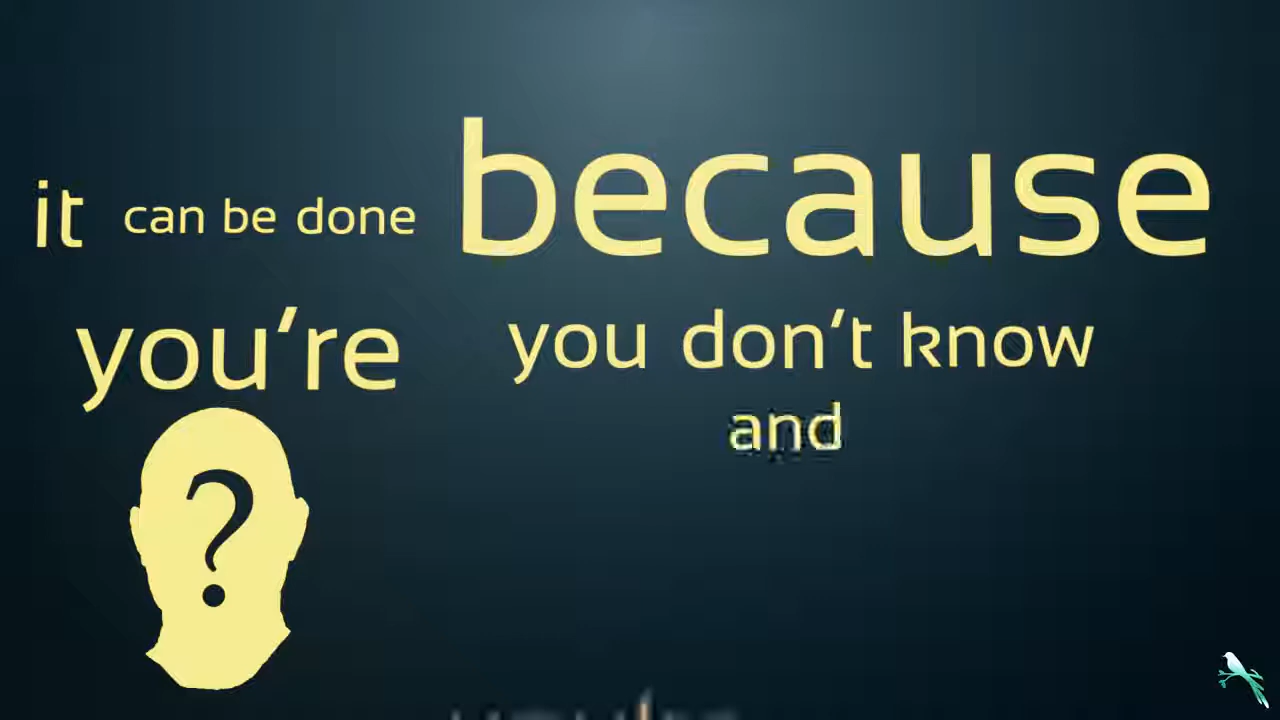 it can be done because
you're
you don't know
and
?